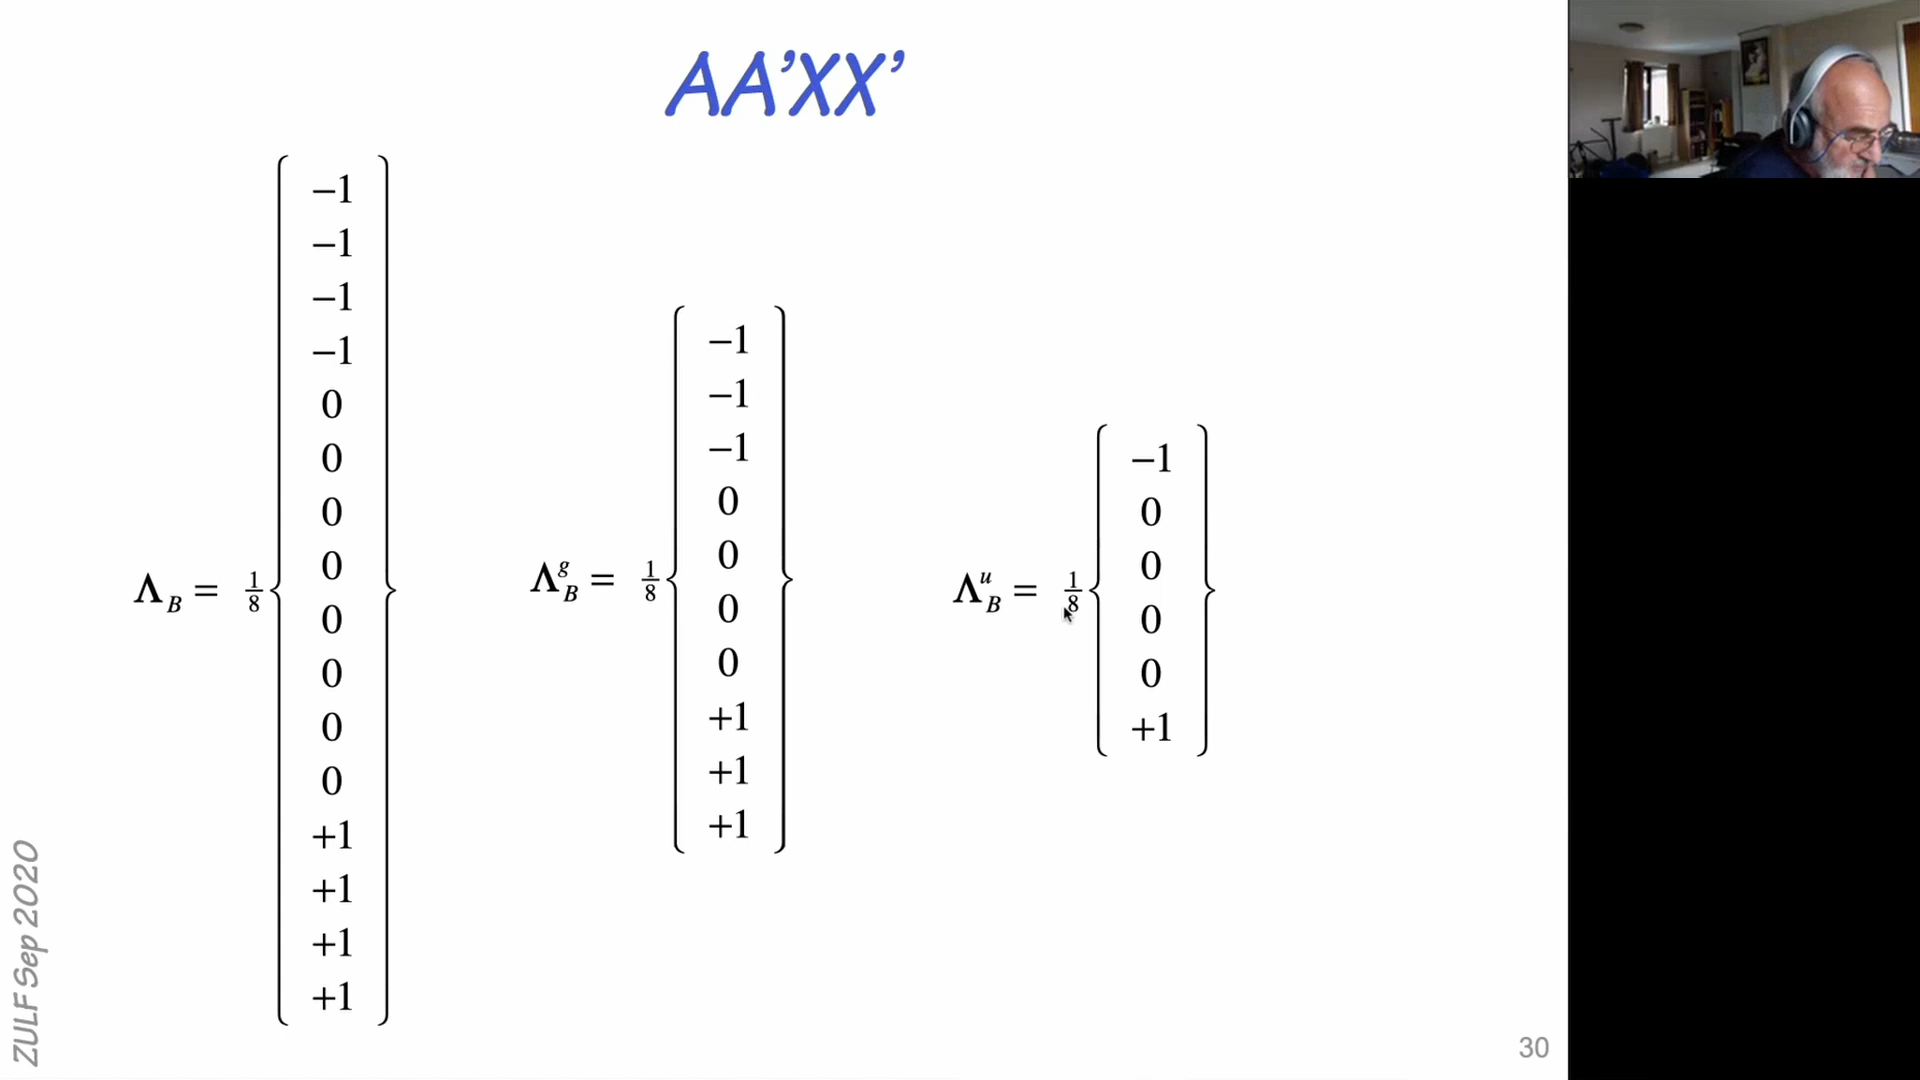 AA’XX’
Λ_B = 1/8 { −1 −1 −1 −1 0 0 0 0 0 0 0 0 +1 +1 +1 +1 }
Λ^g_B = 1/8 { −1 −1 −1 0 0 0 0 +1 +1 +1 }
Λ^u_B = 1/8 { −1 0 0 0 0 +1 }
ZULF Sep 2020
30